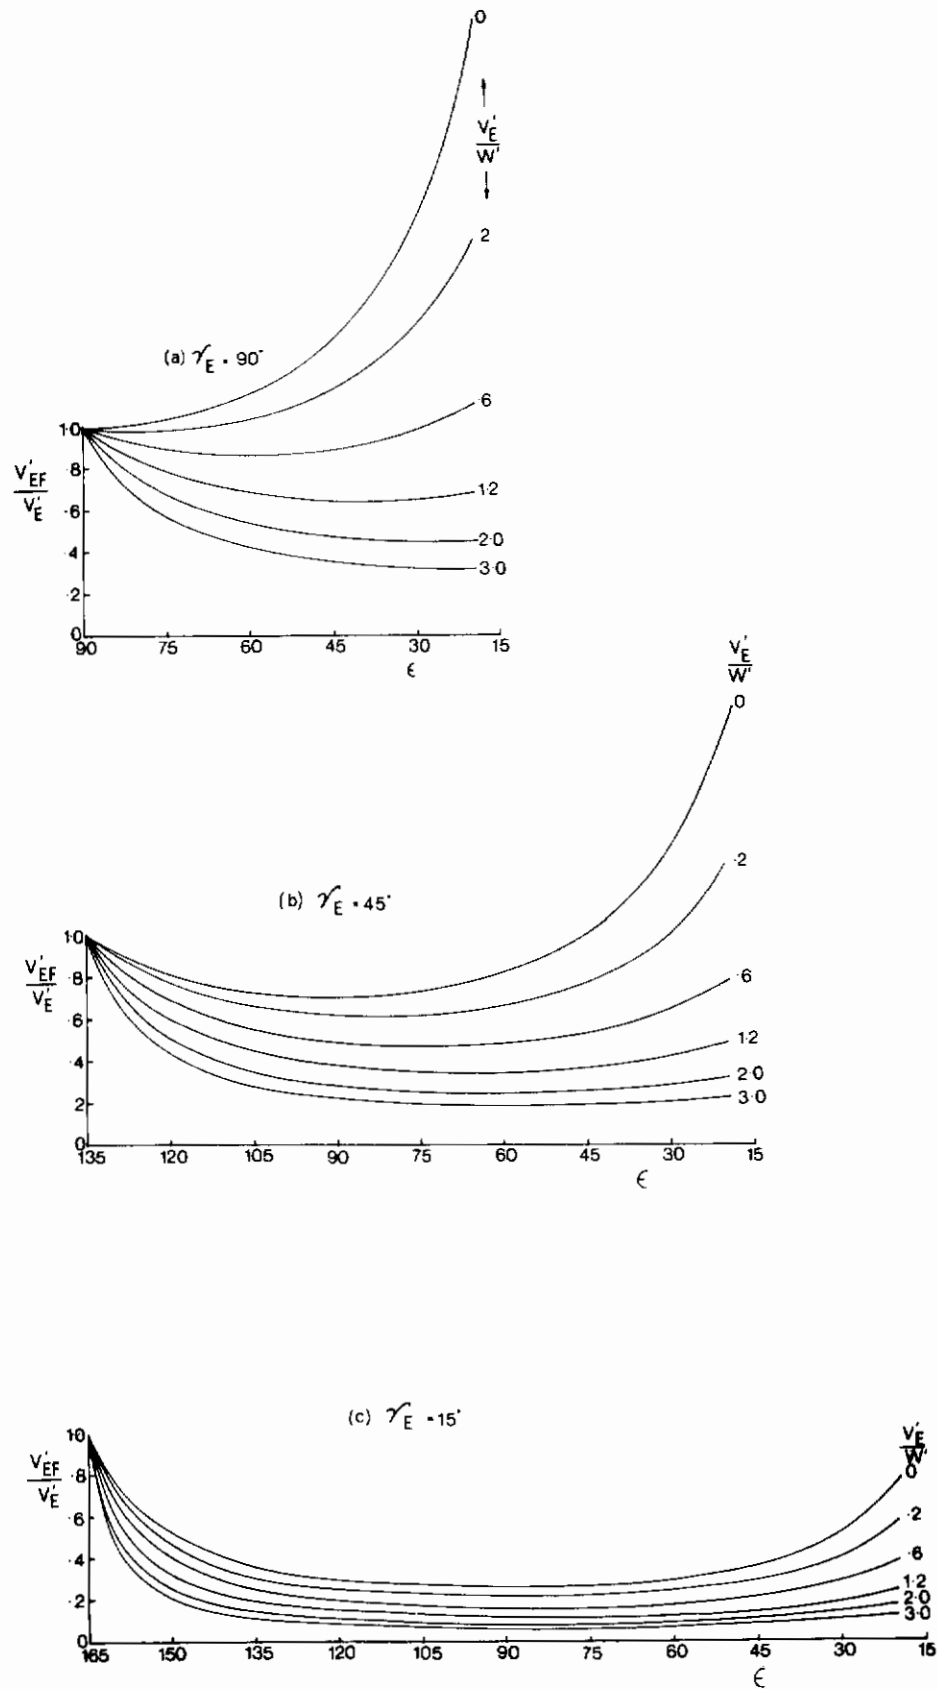 0
V'E
W'
2
(a) γE = 90°
·6
1·0
·8
1·2
V'EF
V'E
·6
2·0
·4
3·0
·2
0
90 75 60 45 30 15
ϵ
V'E
W'
0
·2
(b) γE = 45°
1·0
V'EF
V'E
·8
·6
·6
1·2
·4
2·0
·2
3·0
0
135 120 105 90 75 60 45 30 15
ϵ
(c) γE = 15°
1·0
V'E
W'
V'EF
V'E
·8
0
·6
·2
·4
·6
1·2
·2
2·0
3·0
0
165 150 135 120 105 90 75 60 45 30 15
ϵ